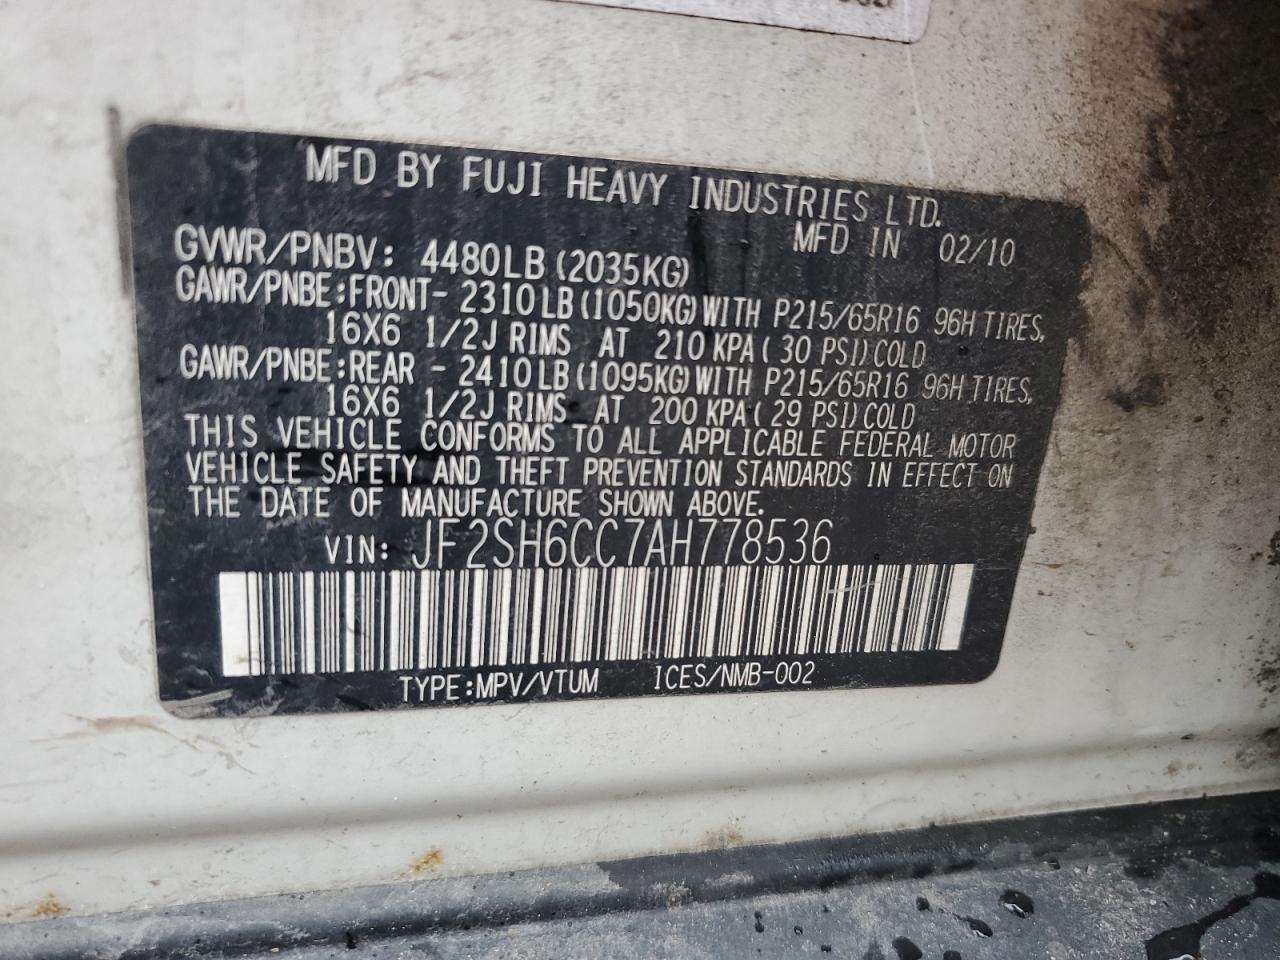 MFD BY FUJI HEAVY INDUSTRIES LTD.
MFD IN 02/10
GVWR/PNBV: 4480LB (2035KG)
GAWR/PNBE:FRONT- 2310LB (1050KG) WITH P215/65R16 96H TIRES,
16X6 1/2J RIMS AT 210 KPA ( 30 PSI) COLD
GAWR/PNBE:REAR - 2410LB (1095KG) WITH P215/65R16 96H TIRES,
16X6 1/2J RIMS AT 200 KPA ( 29 PSI) COLD
THIS VEHICLE CONFORMS TO ALL APPLICABLE FEDERAL MOTOR
VEHICLE SAFETY AND THEFT PREVENTION STANDARDS IN EFFECT ON
THE DATE OF MANUFACTURE SHOWN ABOVE.
VIN: JF2SH6CC7AH778536
TYPE:MPV/VTUM ICES/NMB-002